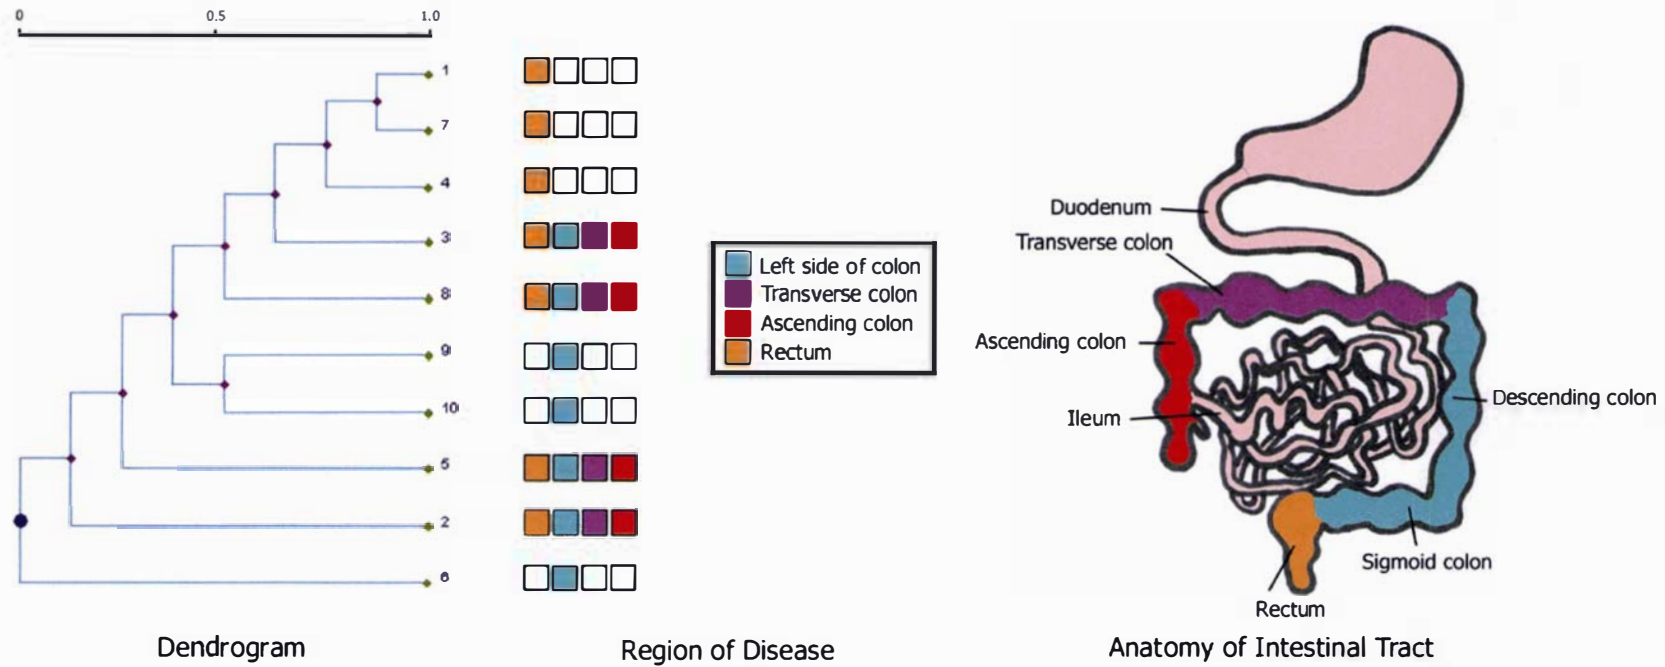 0 0.5 1.0
1
7
4
3
8
9
10
5
2
6
Left side of colon
Transverse colon
Ascending colon
Rectum
Duodenum
Transverse colon
Ascending colon
Ileum
Descending colon
Sigmoid colon
Rectum
Dendrogram
Region of Disease
Anatomy of Intestinal Tract